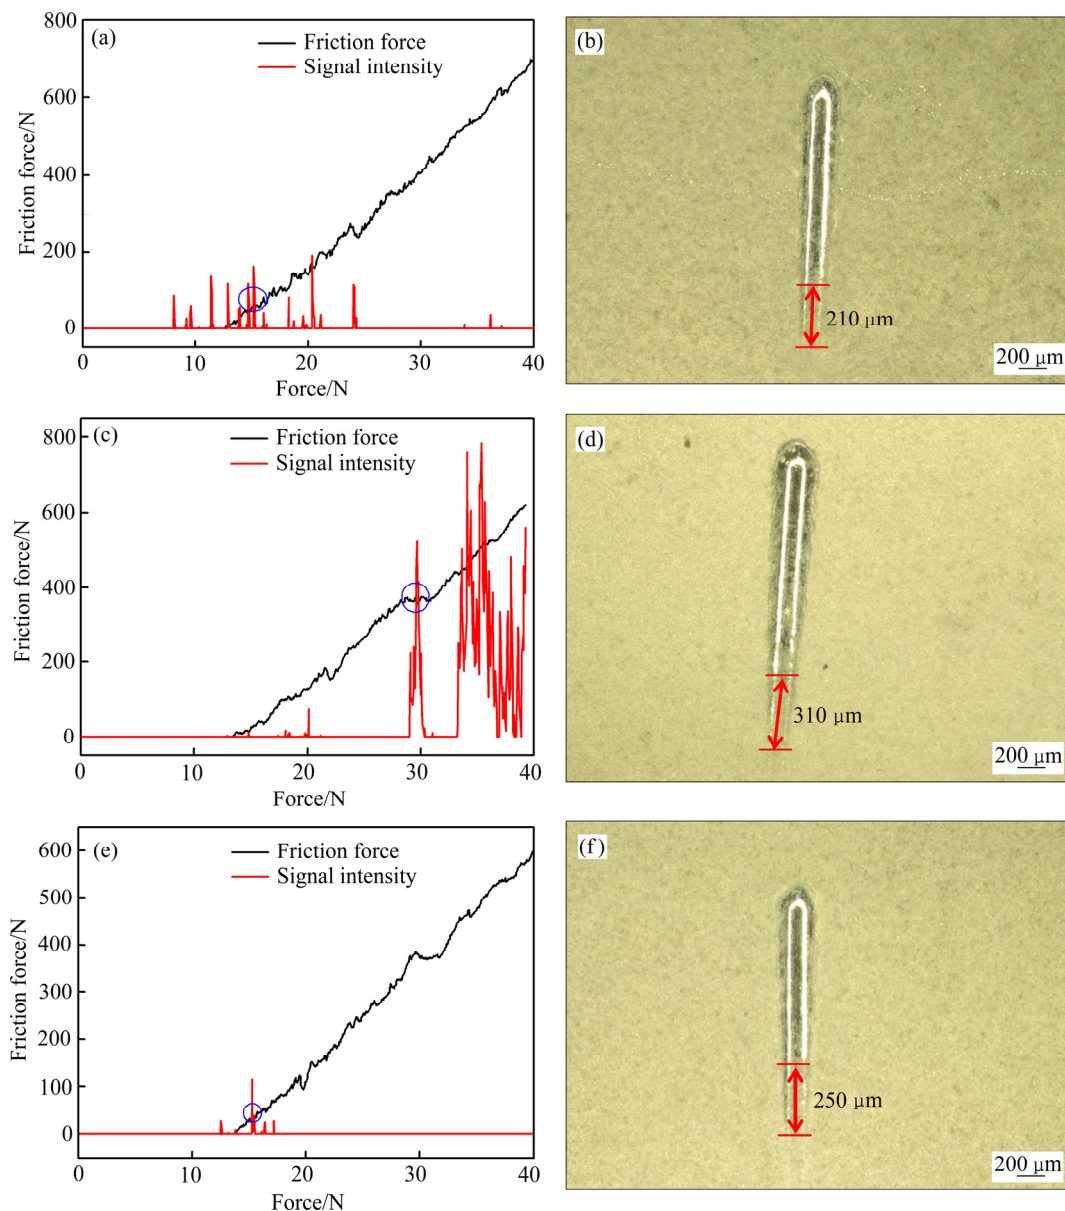 (a)
Friction force
Signal intensity
800
600
400
200
0
Friction force/N
0 10 20 30 40
Force/N
(b)
210 μm
200 μm
(c)
Friction force
Signal intensity
800
600
400
200
0
Friction force/N
0 10 20 30 40
Force/N
(d)
310 μm
200 μm
(e)
Friction force
Signal intensity
600
500
400
300
200
100
0
Friction force/N
0 10 20 30 40
Force/N
(f)
250 μm
200 μm